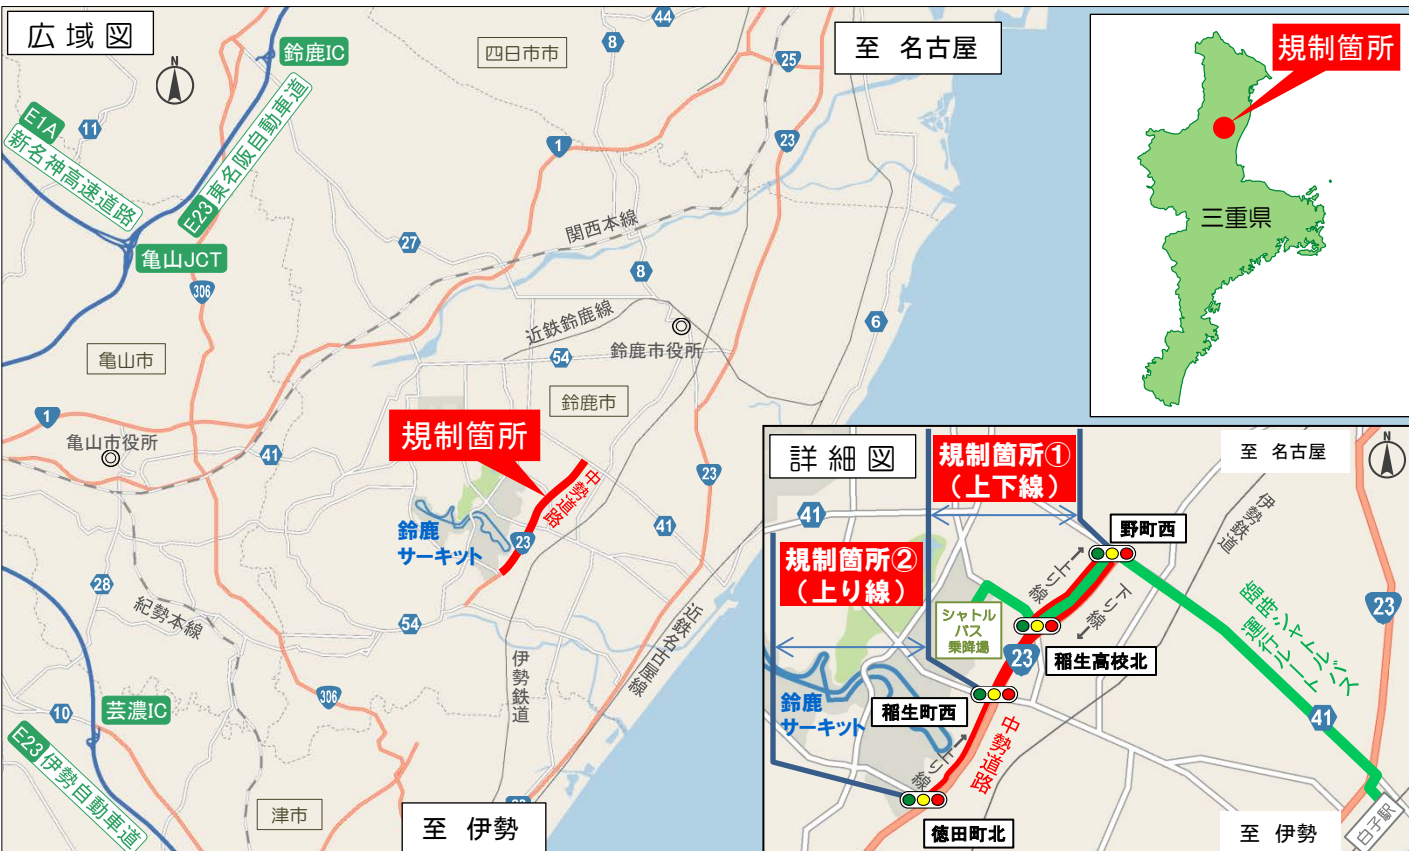 広域図
N
鈴鹿IC
四日市市
44
8
至 名古屋
25
23
1
E1A
新名神高速道路
11
E23 東名阪自動車道
亀山JCT
306
27
関西本線
8
近鉄鈴鹿線
鈴鹿市役所
6
54
亀山市
鈴鹿市
1
亀山市役所
41
規制箇所
中勢道路
23
41
23
鈴鹿
サーキット
28
紀勢本線
54
伊勢鉄道
近鉄名古屋線
306
10
芸濃IC
E23 伊勢自動車道
津市
23
至 伊勢
規制箇所
三重県
詳細図
規制箇所①
(上下線)
至 名古屋
N
41
野町西
伊勢鉄道
規制箇所②
(上り線)
上り線
下り線
シャトル
バス
乗降場
23
稲生高校北
臨時シャトルバス
運行ルート
23
41
鈴鹿
サーキット
稲生町西
上り線
中勢道路
徳田町北
至 伊勢
白子駅